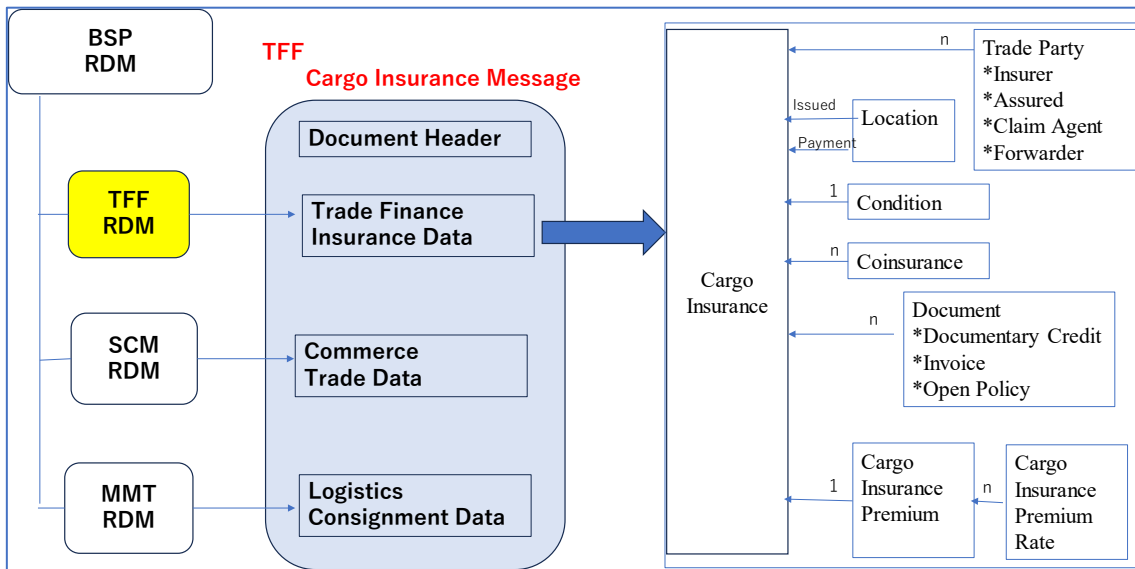 BSP
RDM
TFF
Cargo Insurance Message
Document Header
TFF
RDM
Trade Finance
Insurance Data
SCM
RDM
Commerce
Trade Data
MMT
RDM
Logistics
Consignment Data
Cargo
Insurance
n
Trade Party
*Insurer
*Assured
*Claim Agent
*Forwarder
Issued
Payment
Location
1
Condition
n
Coinsurance
n
Document
*Documentary Credit
*Invoice
*Open Policy
1
Cargo
Insurance
Premium
n
Cargo
Insurance
Premium
Rate